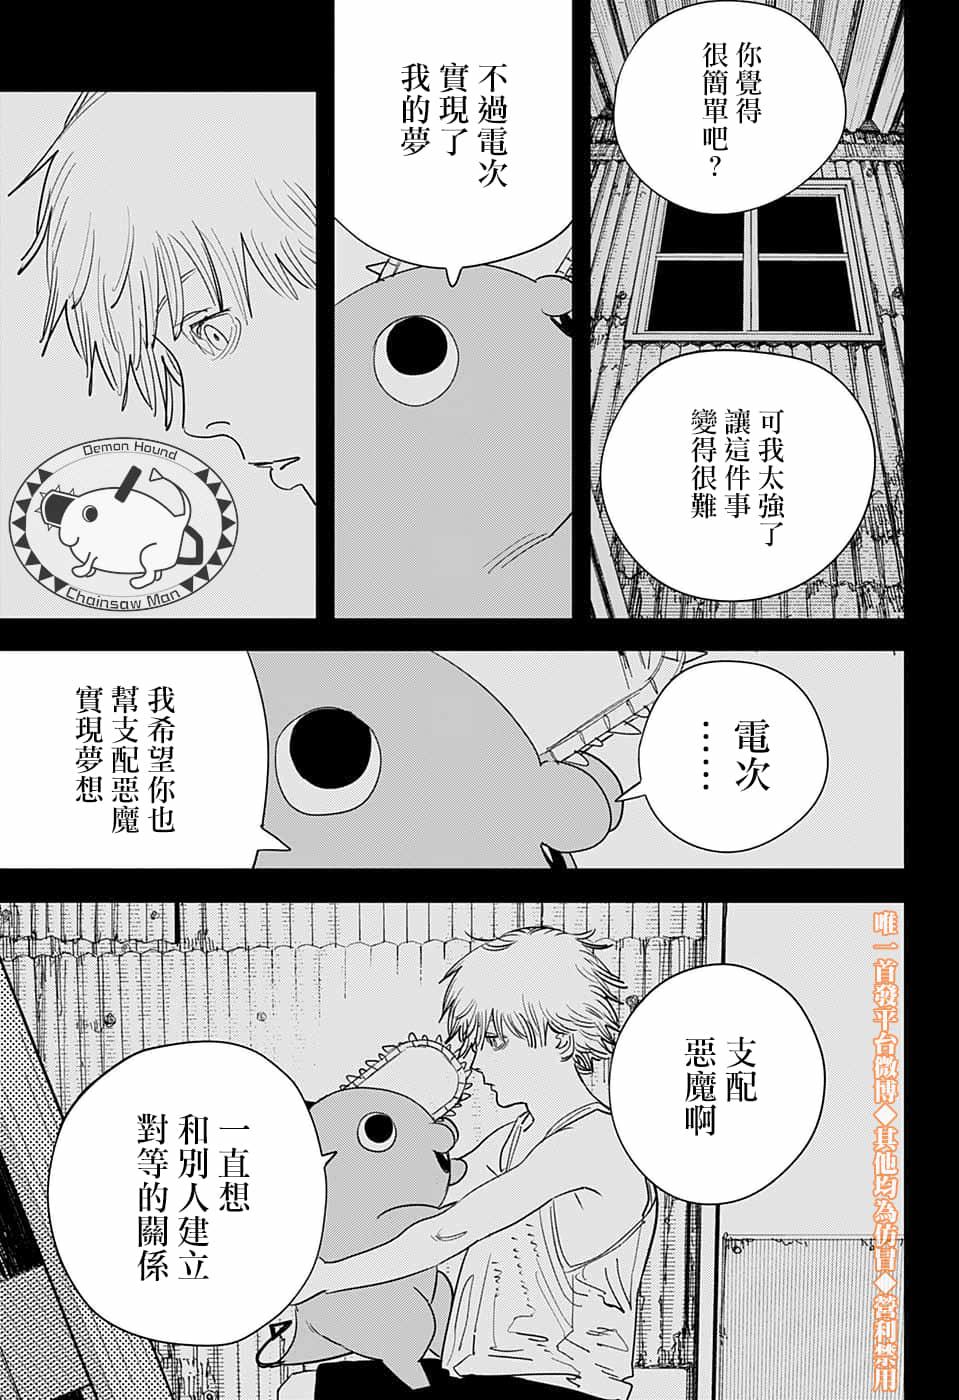 你覺得
很簡單吧？
可我太強了
讓這件事
變得很難
不過電次
實現了
我的夢
Demon Hound
Chainsaw Man
電次
……
我希望你也
幫支配惡魔
實現夢想
支配
惡魔啊
一直想
和別人建立
對等的關係
唯一首發平台微博◆其他均為仿冒◆營利禁用